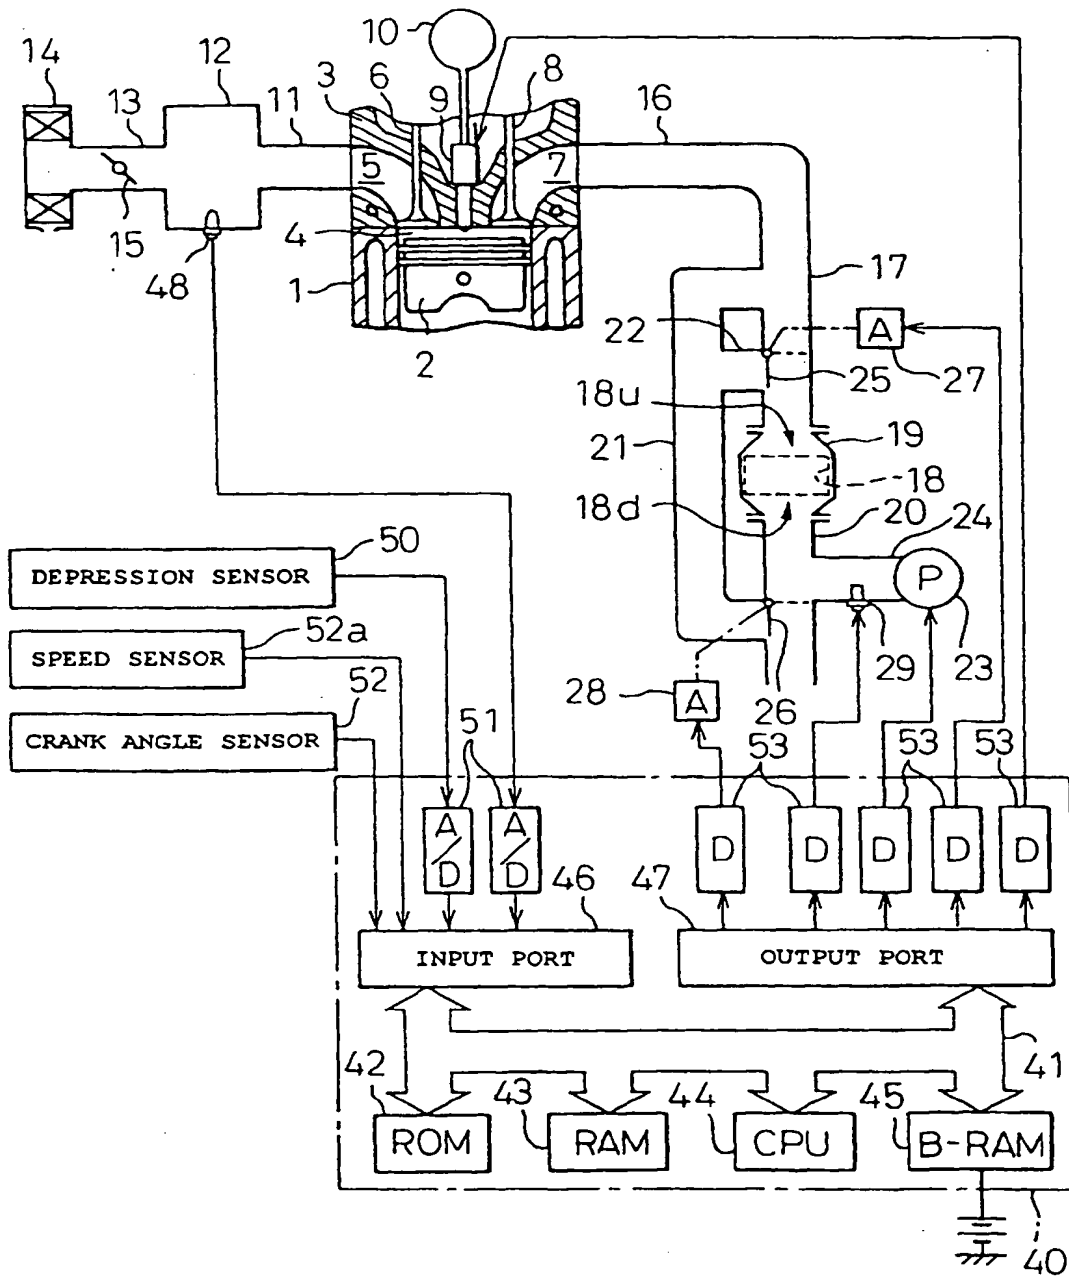 10
14
12
13
11
3
6
9
8
16
5
7
15
4
48
1
2
17
22
A
25
27
18u
21
19
18
18d
20
24
50
DEPRESSION SENSOR
P
52a
SPEED SENSOR
29
23
28
A
26
52
CRANK ANGLE SENSOR
51
53
53
53
A/D
A/D
D
D
D
D
D
46
47
INPUT PORT
OUTPUT PORT
41
42
43
44
45
ROM
RAM
CPU
B-RAM
40